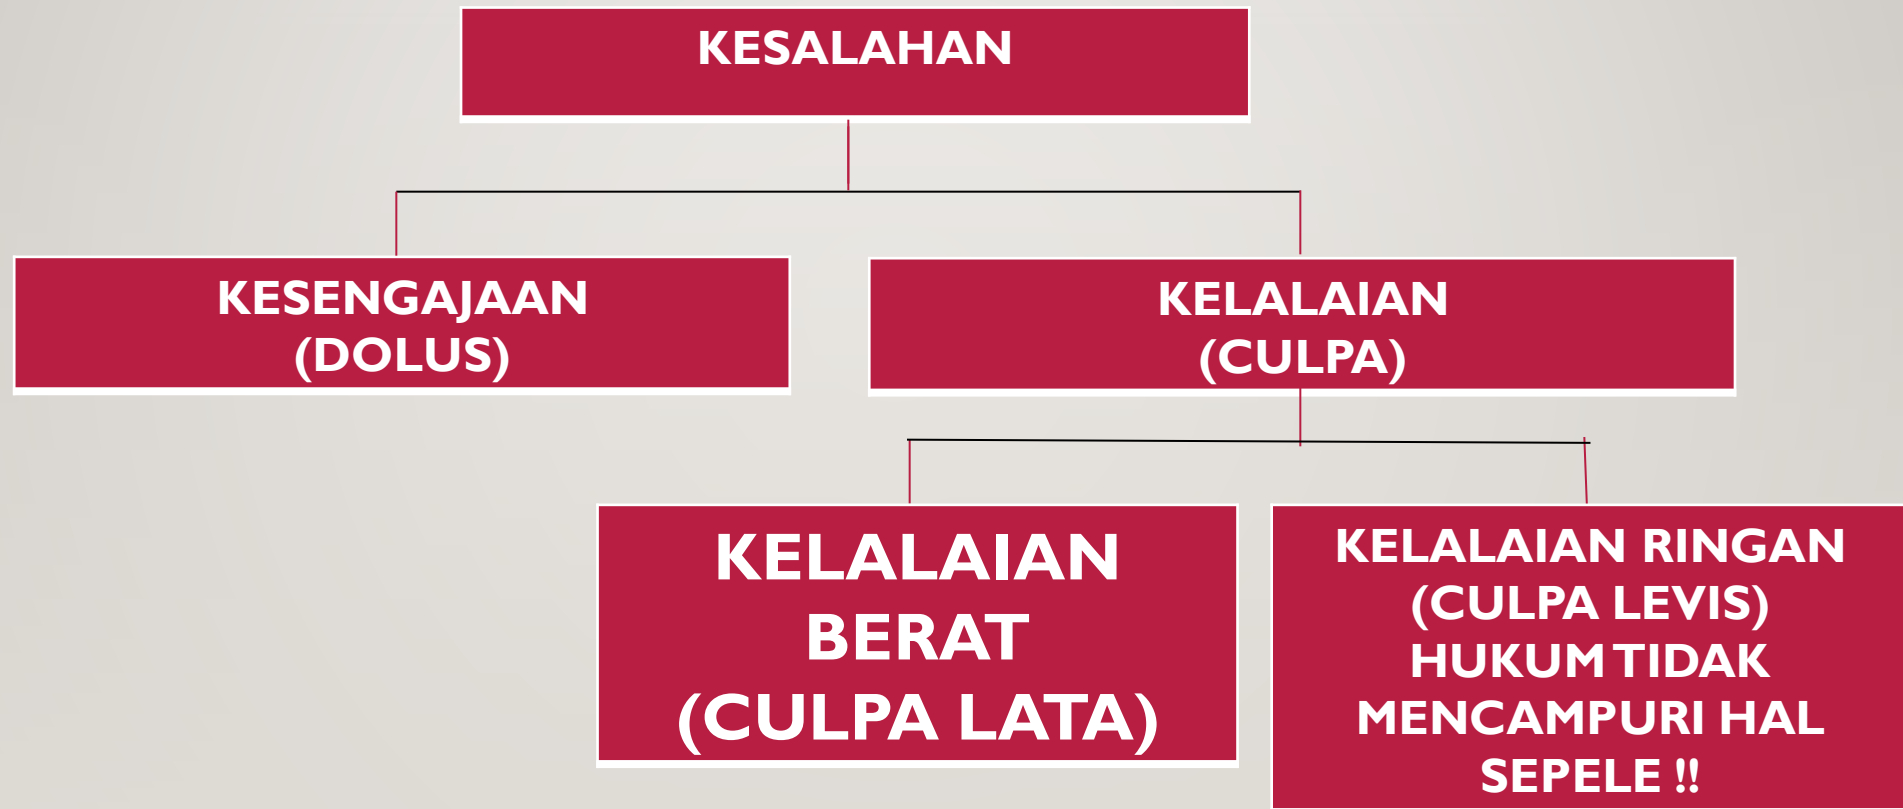 KESALAHAN
KESENGAJAAN
(DOLUS)
KELALAIAN
(CULPA)
KELALAIAN
BERAT
(CULPA LATA)
KELALAIAN RINGAN
(CULPA LEVIS)
HUKUM TIDAK
MENCAMPURI HAL
SEPELE !!